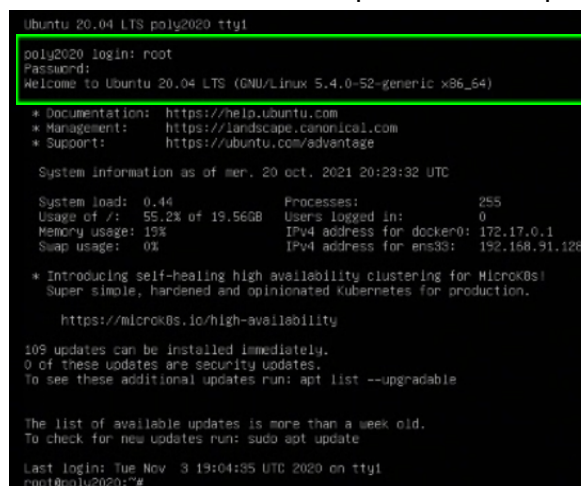 Ubuntu 20.04 LTS poly2020 tty1
poly2020 login: root
Password:
Welcome to Ubuntu 20.04 LTS (GNU/Linux 5.4.0-52-generic x86_64)
* Documentation: https://help.ubuntu.com
* Management: https://landscape.canonical.com
* Support: https://ubuntu.com/advantage
System information as of mer. 20 oct. 2021 20:23:32 UTC
System load: 0.44 Processes: 255
Usage of /: 55.2% of 19.56GB Users logged in: 0
Memory usage: 19% IPv4 address for docker0: 172.17.0.1
Swap usage: 0% IPv4 address for ens33: 192.168.91.128
* Introducing self-healing high availability clustering for MicroK8s!
Super simple, hardened and opinionated Kubernetes for production.
https://microk8s.io/high-availability
109 updates can be installed immediately.
0 of these updates are security updates.
To see these additional updates run: apt list --upgradable
The list of available updates is more than a week old.
To check for new updates run: sudo apt update
Last login: Tue Nov 3 19:04:35 UTC 2020 on tty1
root@poly2020:~#